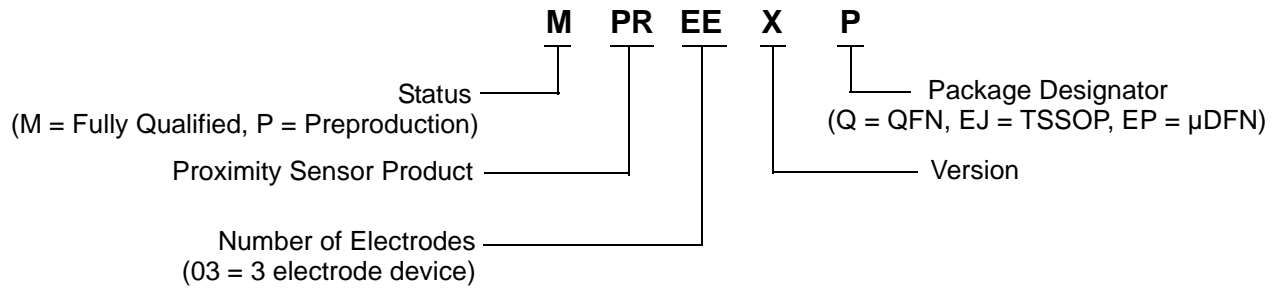 M PR EE X P
Status
(M = Fully Qualified, P = Preproduction)
Package Designator
(Q = QFN, EJ = TSSOP, EP = µDFN)
Proximity Sensor Product
Version
Number of Electrodes
(03 = 3 electrode device)